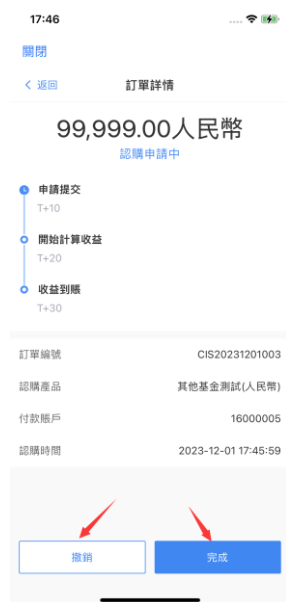 17:46
關閉
返回 訂單詳情
99,999.00人民幣
認購申請中
申請提交
T+10
開始計算收益
T+20
收益到賬
T+30
訂單編號 CIS20231201003
認購產品 其他基金測試(人民幣)
付款賬戶 16000005
認購時間 2023-12-01 17:45:59
撤銷 完成